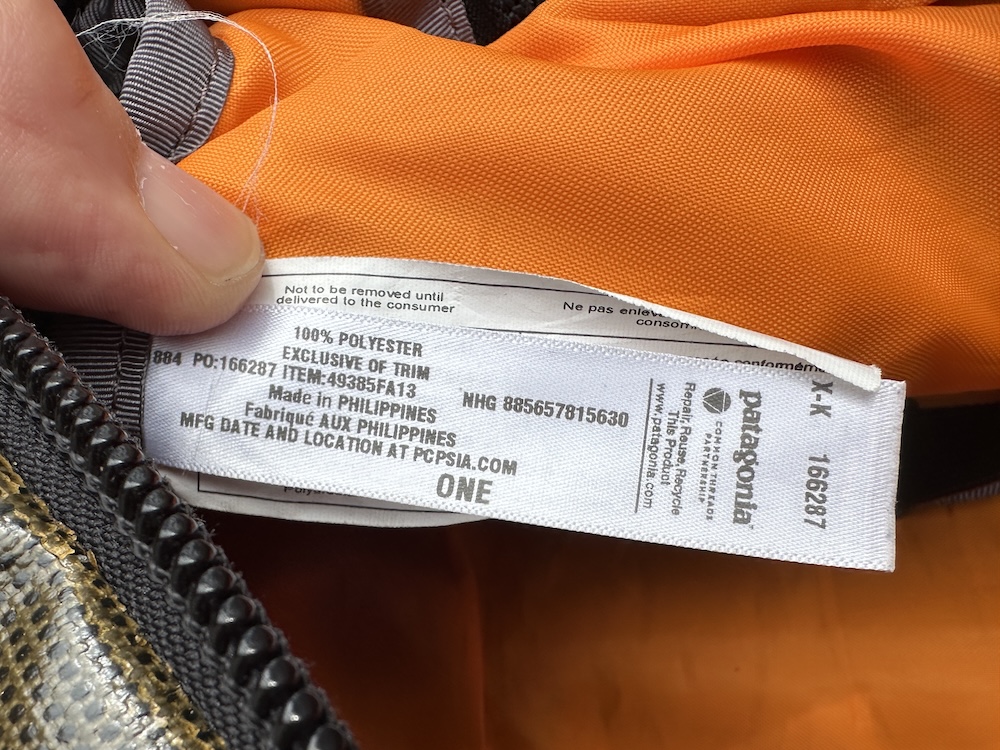 Not to be removed until
delivered to the consumer
Ne pas
100% POLYESTER
EXCLUSIVE OF TRIM
884 PO:166287 ITEM:49385FA13
Made in PHILIPPINES
Fabriqué AUX PHILIPPINES
MFG DATE AND LOCATION AT PCPSIA.COM
ONE
NHG 885657815630
X-K 166287
patagonia
COMMON THREADS
PARTNERSHIP
Repair, Reuse, Recycle
This Product
www.patagonia.com